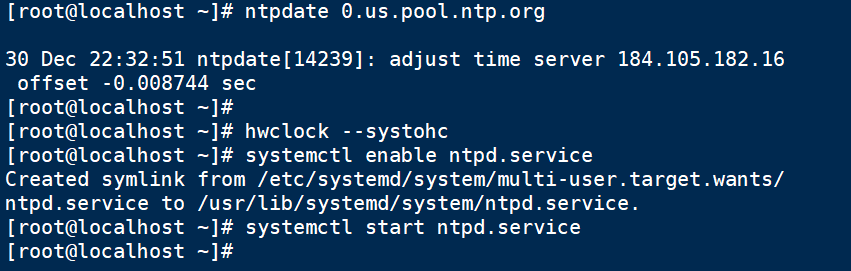 [root@localhost ~]# ntpdate 0.us.pool.ntp.org
30 Dec 22:32:51 ntpdate[14239]: adjust time server 184.105.182.16
 offset -0.008744 sec
[root@localhost ~]#
[root@localhost ~]# hwclock --systohc
[root@localhost ~]# systemctl enable ntpd.service
Created symlink from /etc/systemd/system/multi-user.target.wants/
ntpd.service to /usr/lib/systemd/system/ntpd.service.
[root@localhost ~]# systemctl start ntpd.service
[root@localhost ~]#